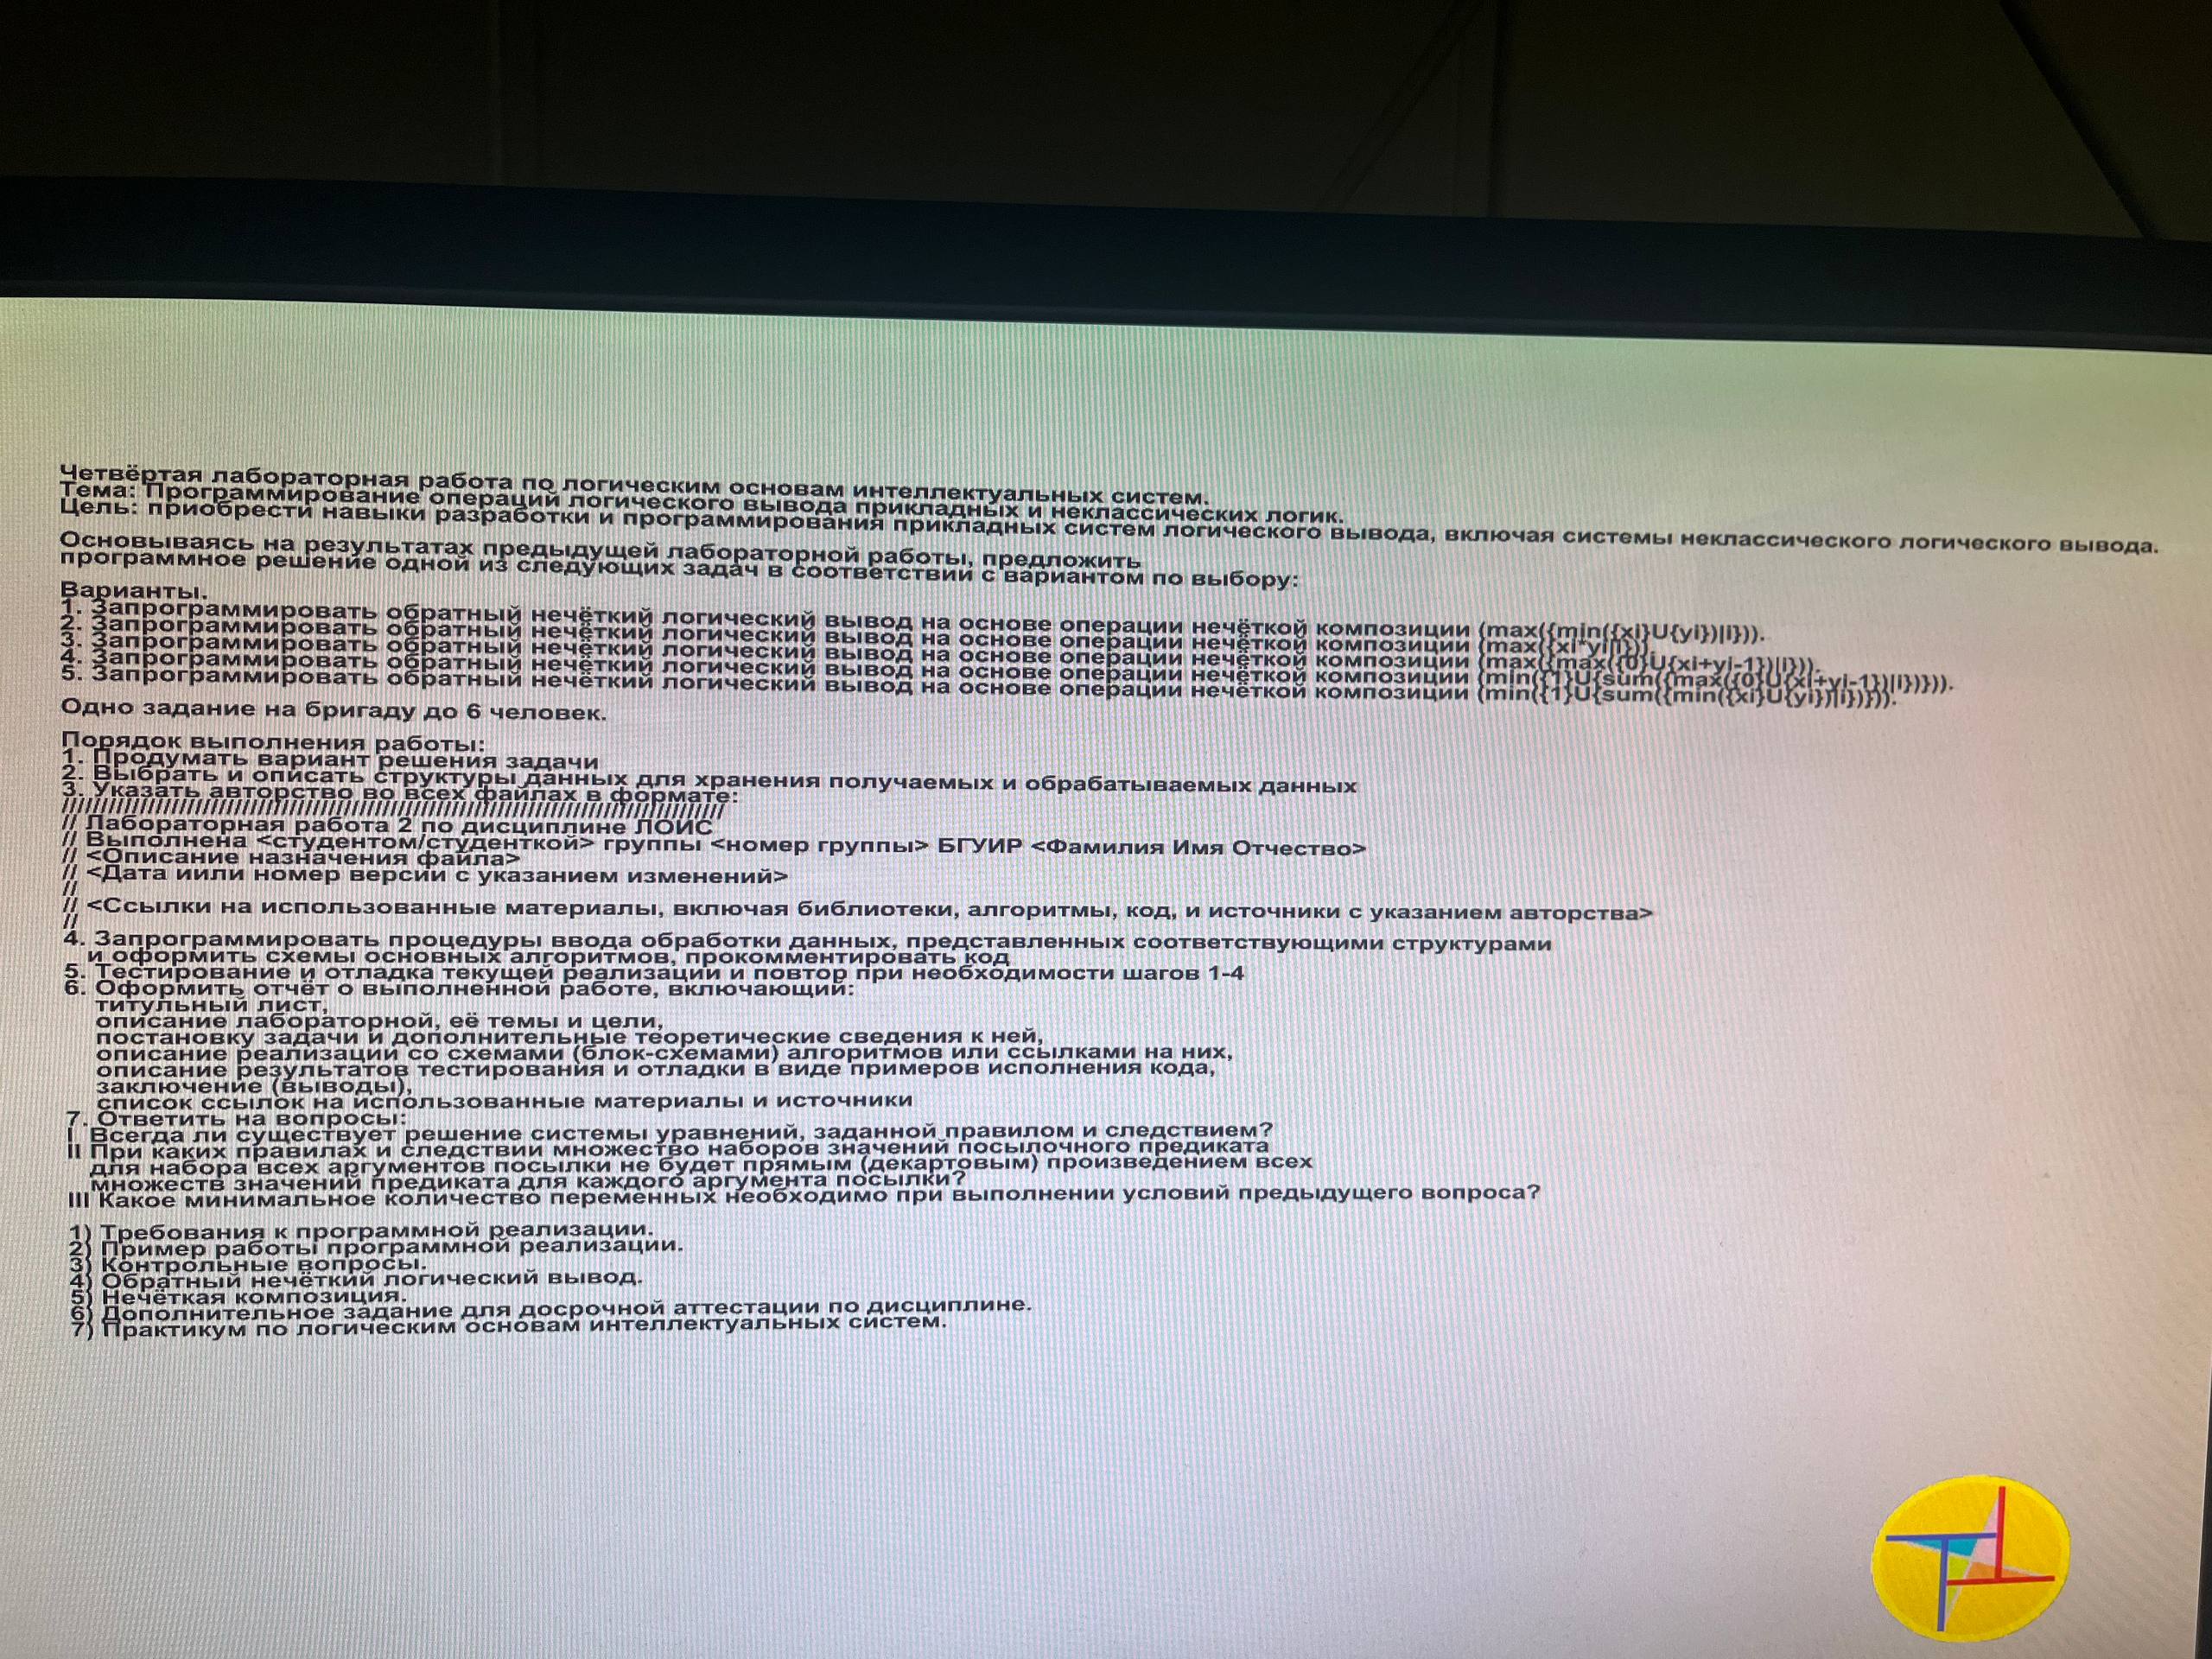 Четвёртая лабораторная работа по логическим основам интеллектуальных систем.
Тема: Программирование операций логического вывода прикладных и неклассических логик.
Цель: приобрести навыки разработки и программирования прикладных систем логического вывода, включая системы неклассического логического вывода.
Основываясь на результатах предыдущей лабораторной работы, предложить
программное решение одной из следующих задач в соответствии с вариантом по выбору:
Варианты.
1. Запрограммировать обратный нечёткий логический вывод на основе операции нечёткой композиции (max({min({xi}U{yi})|i})).
2. Запрограммировать обратный нечёткий логический вывод на основе операции нечёткой композиции (max({xi*yi|i})).
3. Запрограммировать обратный нечёткий логический вывод на основе операции нечёткой композиции (max({max({0}U{xi+yi-1})|i})).
4. Запрограммировать обратный нечёткий логический вывод на основе операции нечёткой композиции (min({1}U{sum({max({0}U{xi+yi-1})|i})})).
5. Запрограммировать обратный нечёткий логический вывод на основе операции нечёткой композиции (min({1}U{sum({min({xi}U{yi})|i})})).
Одно задание на бригаду до 6 человек.
Порядок выполнения работы:
1. Продумать вариант решения задачи
2. Выбрать и описать структуры данных для хранения получаемых и обрабатываемых данных
3. Указать авторство во всех файлах в формате:
// Лабораторная работа 2 по дисциплине ЛОИС
// Выполнена <студентом/студенткой> группы <номер группы> БГУИР <Фамилия Имя Отчество>
// <Описание назначения файла>
// <Дата иили номер версии с указанием изменений>
//
// <Ссылки на использованные материалы, включая библиотеки, алгоритмы, код, и источники с указанием авторства>
//
4. Запрограммировать процедуры ввода обработки данных, представленных соответствующими структурами
и оформить схемы основных алгоритмов, прокомментировать код
5. Тестирование и отладка текущей реализации и повтор при необходимости шагов 1-4
6. Оформить отчёт о выполненной работе, включающий:
титульный лист,
описание лабораторной, её темы и цели,
постановку задачи и дополнительные теоретические сведения к ней,
описание реализации со схемами (блок-схемами) алгоритмов или ссылками на них,
описание результатов тестирования и отладки в виде примеров исполнения кода,
заключение (выводы),
список ссылок на использованные материалы и источники
7. Ответить на вопросы:
I Всегда ли существует решение системы уравнений, заданной правилом и следствием?
II При каких правилах и следствии множество наборов значений посылочного предиката
для набора всех аргументов посылки не будет прямым (декартовым) произведением всех
множеств значений предиката для каждого аргумента посылки?
III Какое минимальное количество переменных необходимо при выполнении условий предыдущего вопроса?
1) Требования к программной реализации.
2) Пример работы программной реализации.
3) Контрольные вопросы.
4) Обратный нечёткий логический вывод.
5) Нечёткая композиция.
6) Дополнительное задание для досрочной аттестации по дисциплине.
7) Практикум по логическим основам интеллектуальных систем.